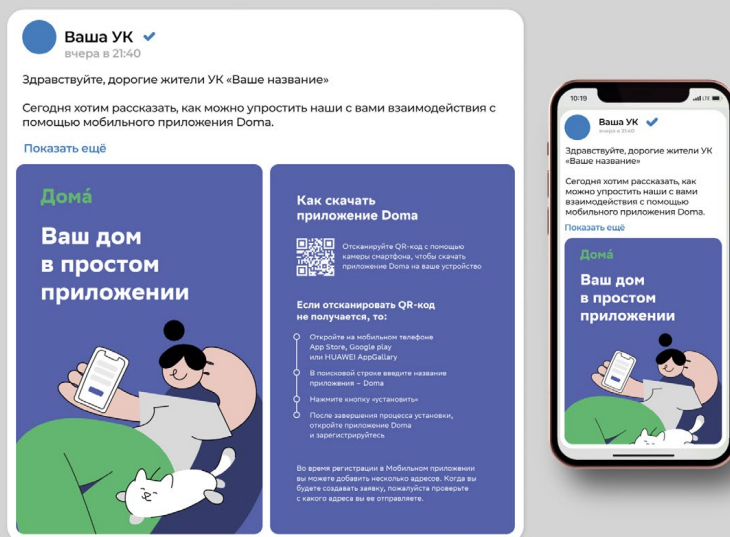 Ваша УК
вчера в 21:40
Здравствуйте, дорогие жители УК «Ваше название»
Сегодня хотим рассказать, как можно упростить наши с вами взаимодействия с
помощью мобильного приложения Doma.
Показать ещё
Домá
Ваш дом
в простом
приложении
Как скачать
приложение Doma
Отсканируйте QR-код с помощью
камеры смартфона, чтобы скачать
приложение Doma на ваше устройство
Если отсканировать QR-код
не получается, то:
Откройте на мобильном телефоне
App Store, Google play
или HUAWEI AppGallary
В поисковой строке введите название
приложения – Doma
Нажмите кнопку «установить»
После завершения процесса установки,
откройте приложение Doma
и зарегистрируйтесь
Во время регистрации в Мобильном приложении
вы можете добавить несколько адресов. Когда вы
будете создавать заявку, пожалуйста проверьте
с какого адреса вы ее отправляете.
10:19
LTE
Ваша УК
вчера в 21:40
Здравствуйте, дорогие жители УК
«Ваше название»
Сегодня хотим рассказать, как
можно упростить наши с вами
взаимодействия с помощью
мобильного приложения Doma.
Показать ещё
Домá
Ваш дом
в простом
приложении